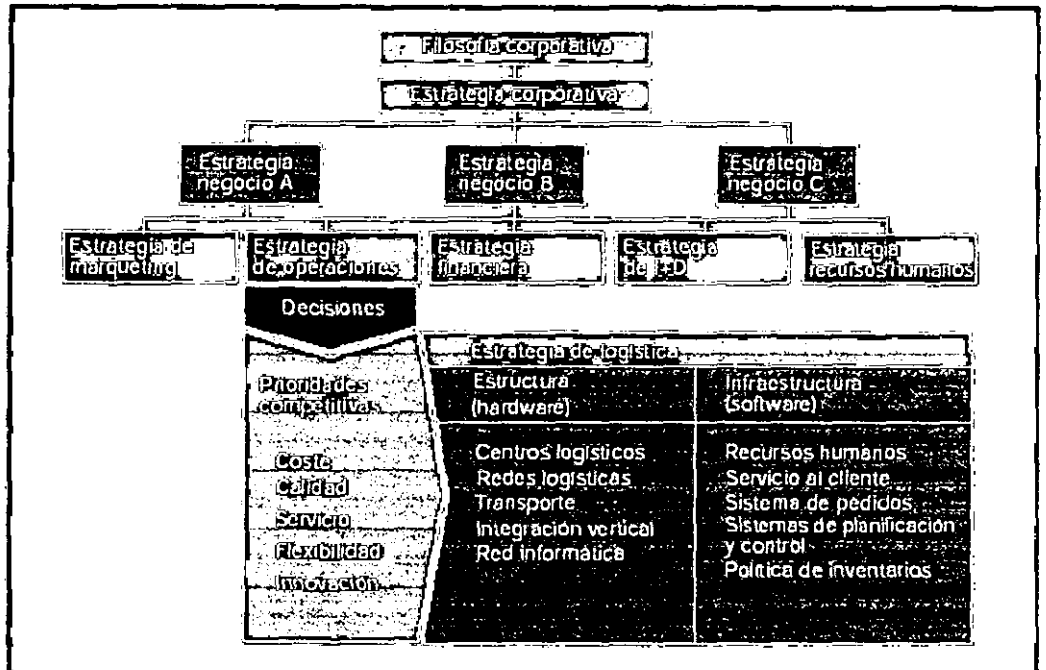 Filosofía corporativa
Estrategia corporativa
Estrategia
negocio A
Estrategia
negocio B
Estrategia
negocio C
Estrategia de
marqueting
Estrategia
de operaciones
Estrategia
financiera
Estrategia
de I+D
Estrategia
recursos humanos
Decisiones
Prioridades
competitivas
Coste
Calidad
Servicio
Flexibilidad
Innovación
Estrategia de logística
Estructura
(hardware)
Centros logísticos
Redes logísticas
Transporte
Integración vertical
Red informática
Infraestructura
(software)
Recursos humanos
Servicio al cliente
Sistema de pedidos
Sistemas de planificación
y control
Política de inventarios